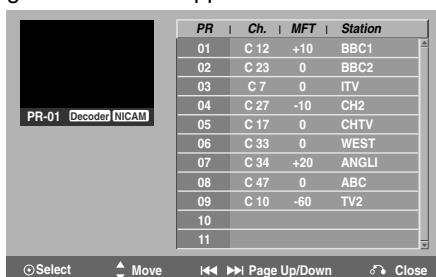 PR | Ch. | MFT | Station
01 C 12 +10 BBC1
02 C 23 0 BBC2
03 C 7 0 ITV
04 C 27 -10 CH2
05 C 17 0 CHTV
06 C 33 0 WEST
07 C 34 +20 ANGLI
08 C 47 0 ABC
09 C 10 -60 TV2
10
11
PR-01 Decoder NICAM
Select Move Page Up/Down Close